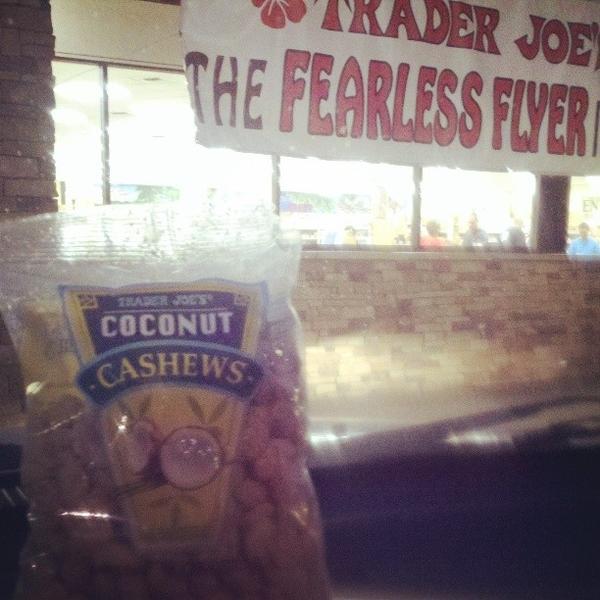 TRADER JOE'S
THE FEARLESS FLYER
TRADER JOE'S
COCONUT
CASHEWS